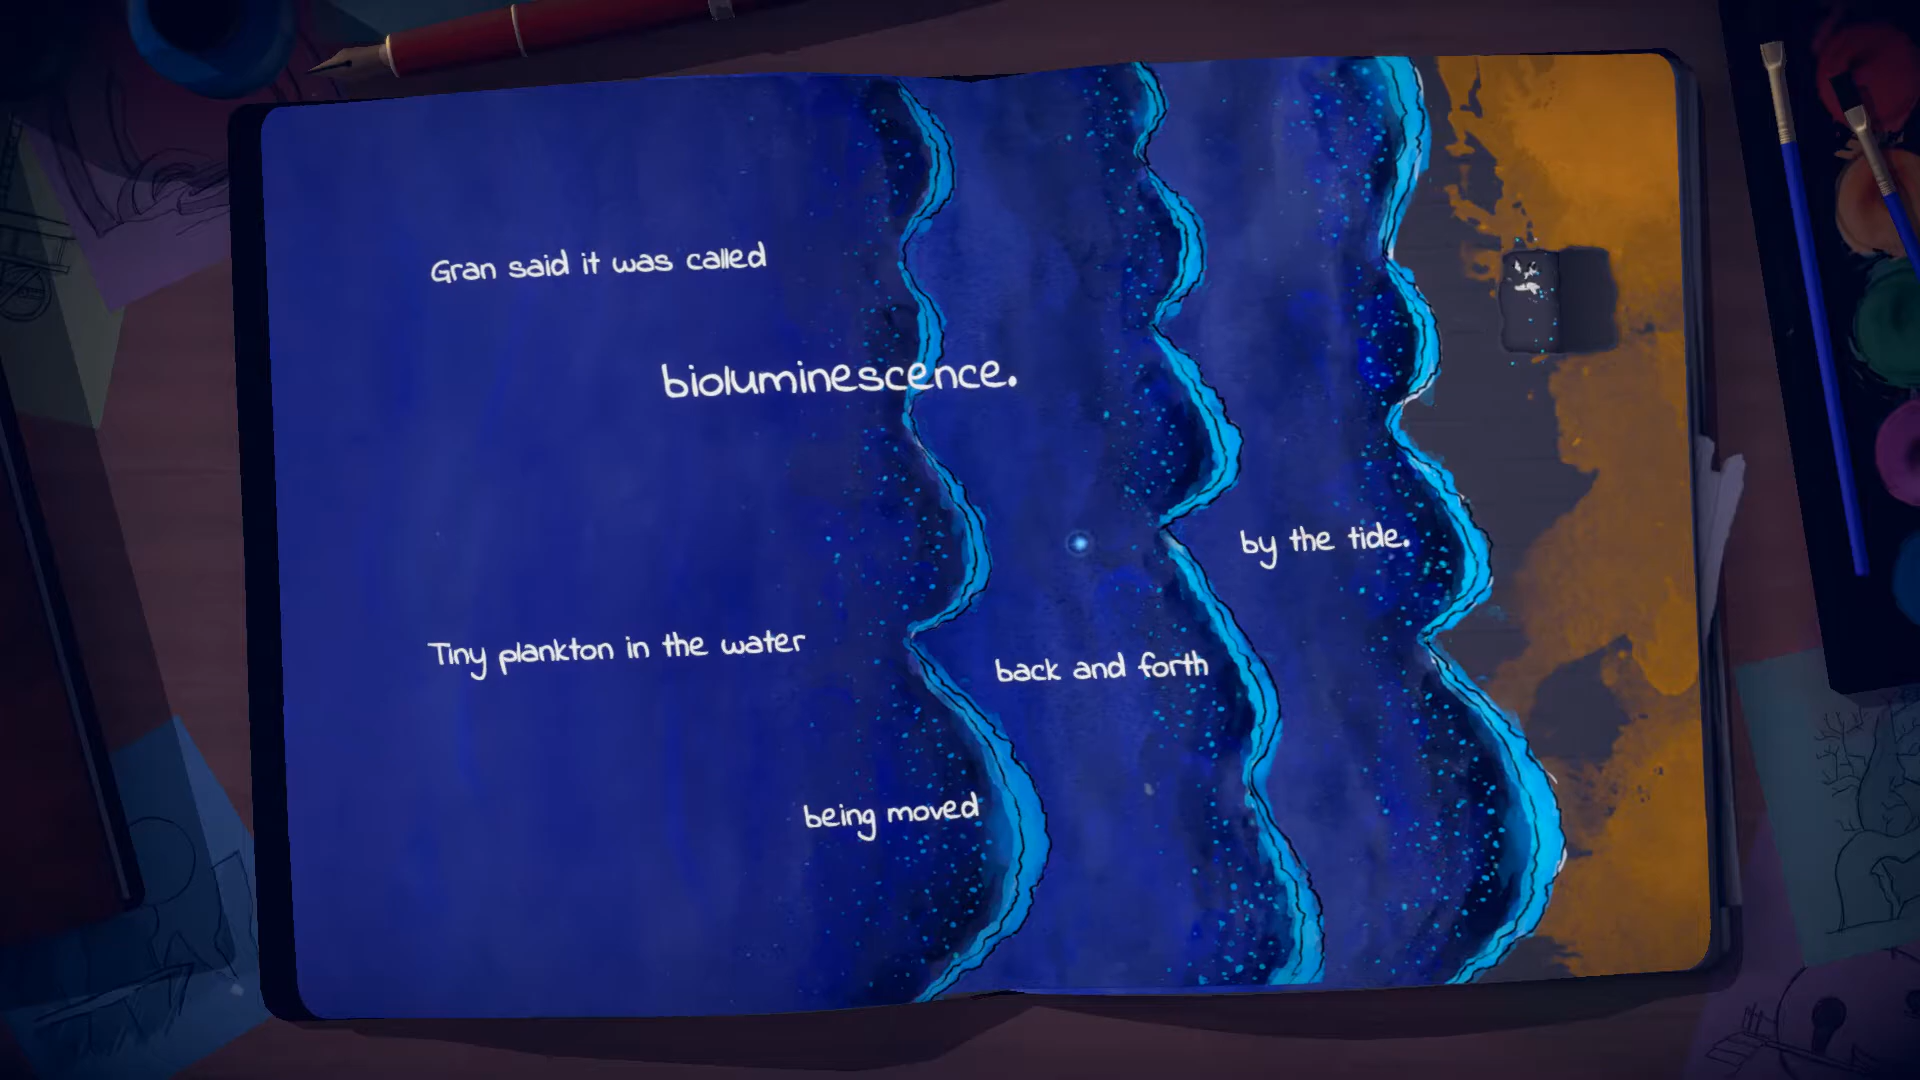 Gran said it was called
bioluminescence.
Tiny plankton in the water
being moved
back and forth
by the tide.